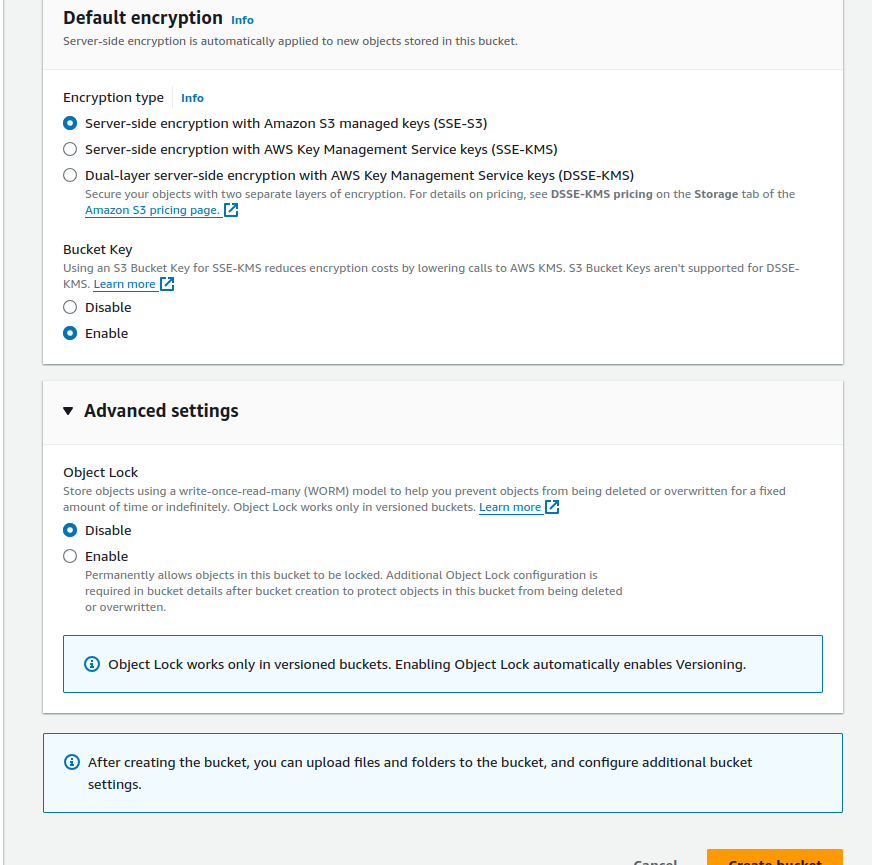 Default encryption Info
Server-side encryption is automatically applied to new objects stored in this bucket.
Encryption type Info
Server-side encryption with Amazon S3 managed keys (SSE-S3)
Server-side encryption with AWS Key Management Service keys (SSE-KMS)
Dual-layer server-side encryption with AWS Key Management Service keys (DSSE-KMS)
Secure your objects with two separate layers of encryption. For details on pricing, see DSSE-KMS pricing on the Storage tab of the
Amazon S3 pricing page.
Bucket Key
Using an S3 Bucket Key for SSE-KMS reduces encryption costs by lowering calls to AWS KMS. S3 Bucket Keys aren't supported for DSSE-
KMS. Learn more
Disable
Enable
Advanced settings
Object Lock
Store objects using a write-once-read-many (WORM) model to help you prevent objects from being deleted or overwritten for a fixed
amount of time or indefinitely. Object Lock works only in versioned buckets. Learn more
Disable
Enable
Permanently allows objects in this bucket to be locked. Additional Object Lock configuration is
required in bucket details after bucket creation to protect objects in this bucket from being deleted
or overwritten.
Object Lock works only in versioned buckets. Enabling Object Lock automatically enables Versioning.
After creating the bucket, you can upload files and folders to the bucket, and configure additional bucket
settings.
Cancel Create bucket